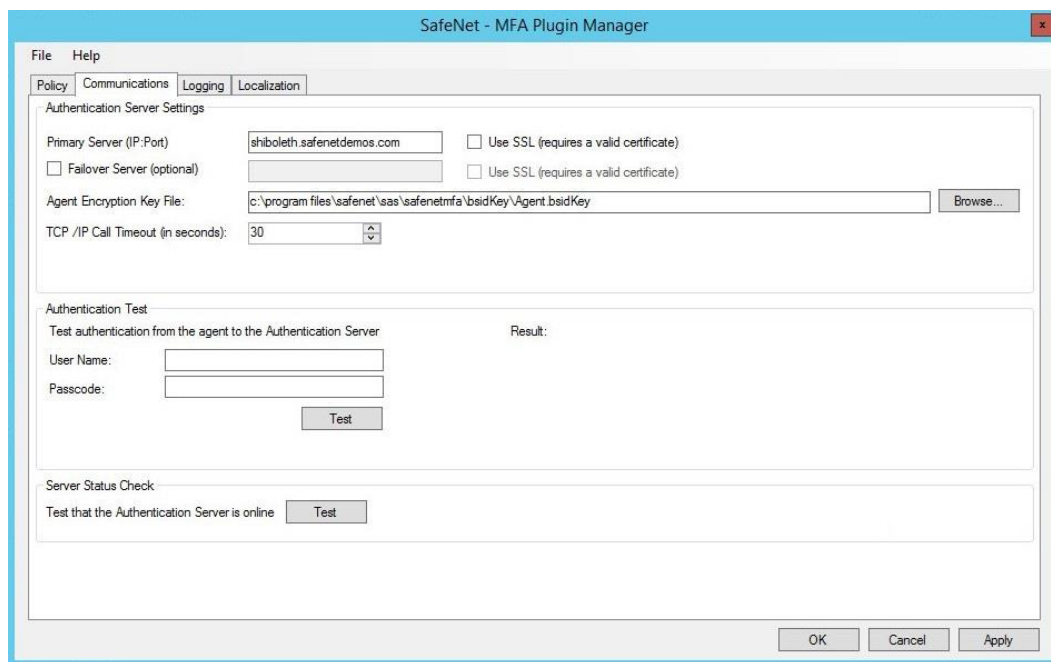 SafeNet - MFA Plugin Manager
x
File Help
Policy Communications Logging Localization
Authentication Server Settings
Primary Server (IP:Port) shiboleth.safenetdemos.com Use SSL (requires a valid certificate)
Failover Server (optional) Use SSL (requires a valid certificate)
Agent Encryption Key File: c:\program files\safenet\sas\safenetmfa\bsidKey\Agent.bsidKey Browse...
TCP /IP Call Timeout (in seconds): 30
Authentication Test
Test authentication from the agent to the Authentication Server Result:
User Name:
Passcode:
Test
Server Status Check
Test that the Authentication Server is online Test
OK Cancel Apply